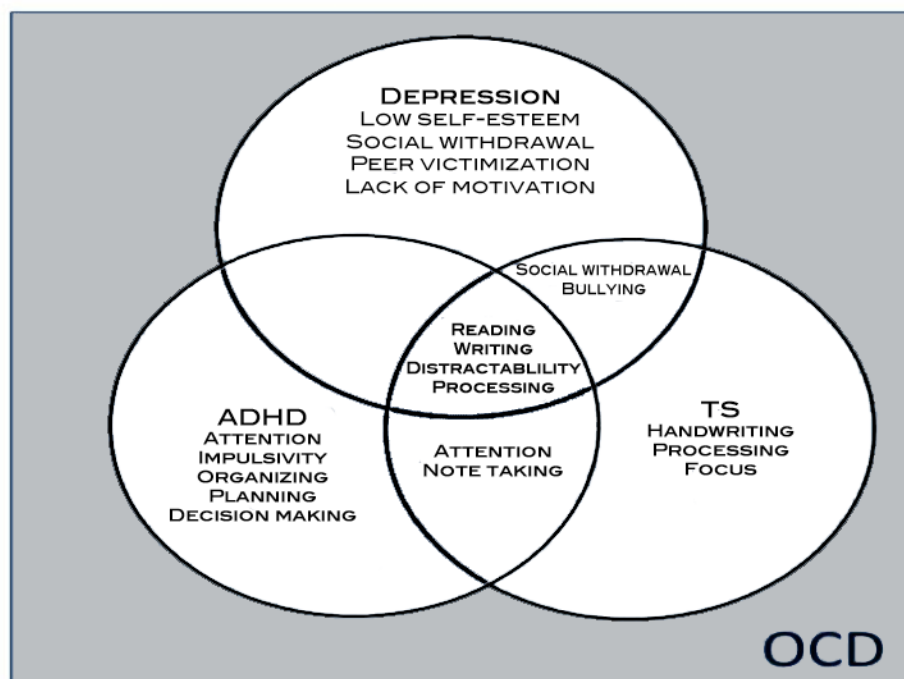 DEPRESSION
LOW SELF-ESTEEM
SOCIAL WITHDRAWAL
PEER VICTIMIZATION
LACK OF MOTIVATION
SOCIAL WITHDRAWAL
BULLYING
READING
WRITING
DISTRACTABLILITY
PROCESSING
ADHD
ATTENTION
IMPULSIVITY
ORGANIZING
PLANNING
DECISION MAKING
ATTENTION
NOTE TAKING
TS
HANDWRITING
PROCESSING
FOCUS
OCD